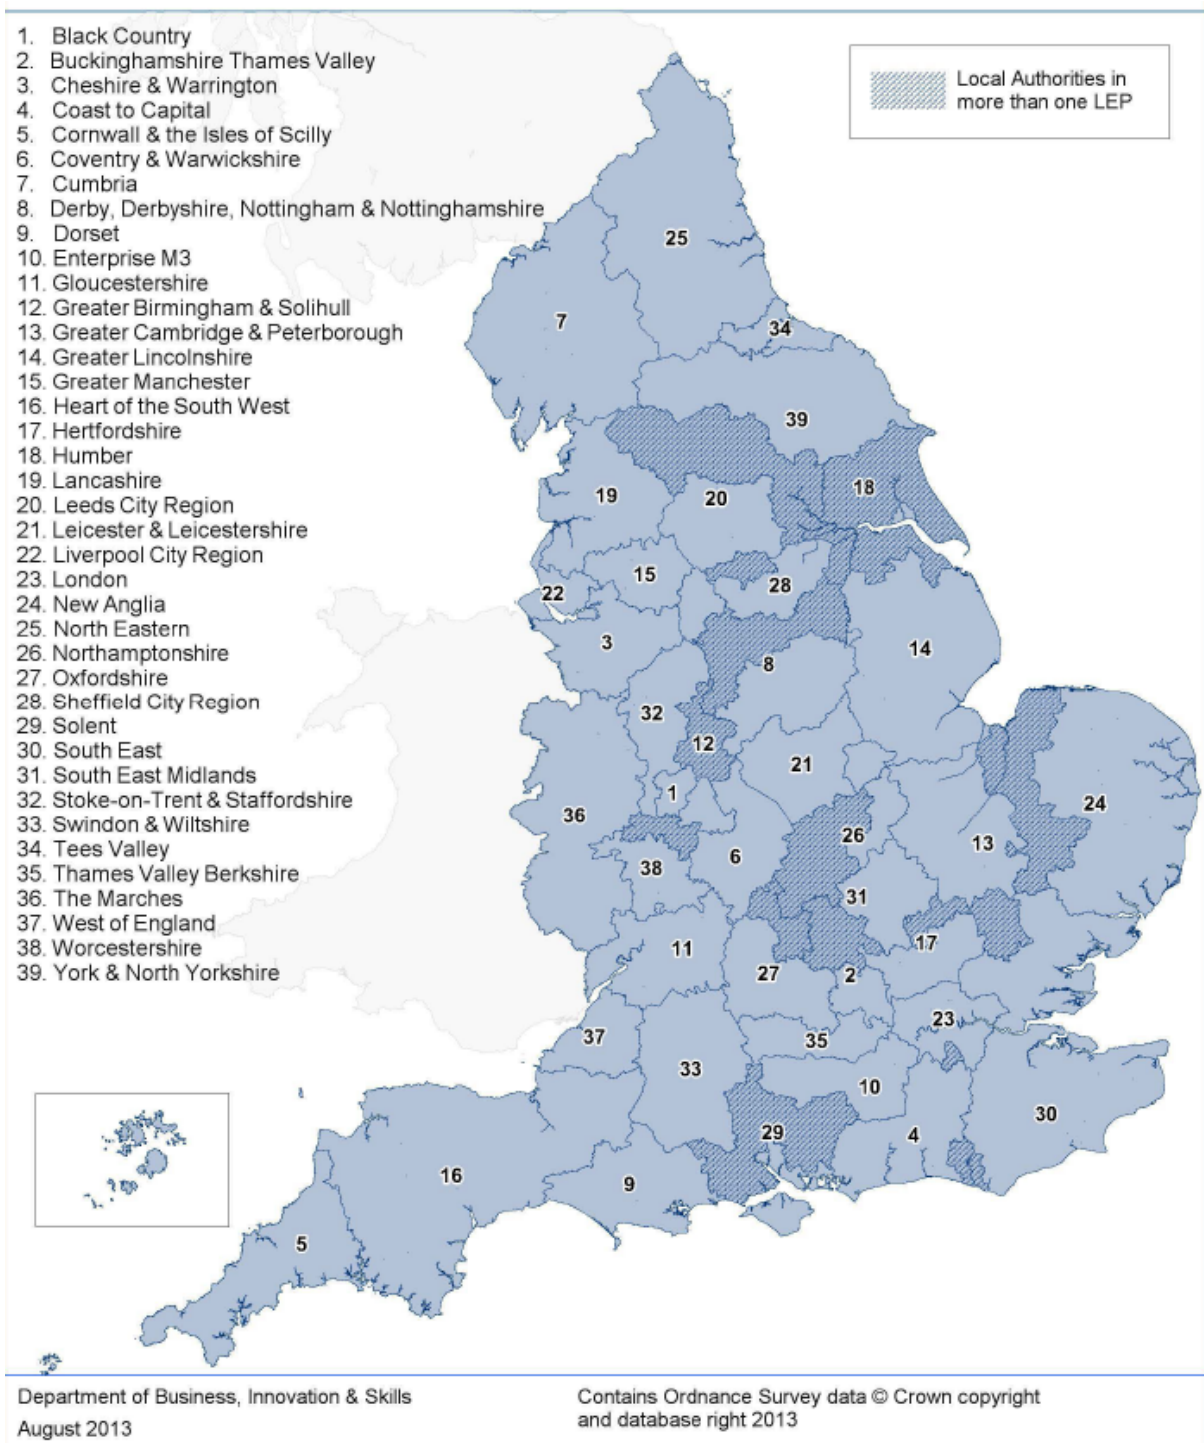 1. Black Country
2. Buckinghamshire Thames Valley
3. Cheshire & Warrington
4. Coast to Capital
5. Cornwall & the Isles of Scilly
6. Coventry & Warwickshire
7. Cumbria
8. Derby, Derbyshire, Nottingham & Nottinghamshire
9. Dorset
10. Enterprise M3
11. Gloucestershire
12. Greater Birmingham & Solihull
13. Greater Cambridge & Peterborough
14. Greater Lincolnshire
15. Greater Manchester
16. Heart of the South West
17. Hertfordshire
18. Humber
19. Lancashire
20. Leeds City Region
21. Leicester & Leicestershire
22. Liverpool City Region
23. London
24. New Anglia
25. North Eastern
26. Northamptonshire
27. Oxfordshire
28. Sheffield City Region
29. Solent
30. South East
31. South East Midlands
32. Stoke-on-Trent & Staffordshire
33. Swindon & Wiltshire
34. Tees Valley
35. Thames Valley Berkshire
36. The Marches
37. West of England
38. Worcestershire
39. York & North Yorkshire
Local Authorities in
more than one LEP
25
7
34
39
18
19
20
15
28
22
3
14
8
32
12
21
1
24
36
26
13
6
38
31
11
17
27
2
23
37
35
33
10
30
29
4
16
9
5
Department of Business, Innovation & Skills
August 2013
Contains Ordnance Survey data © Crown copyright
and database right 2013